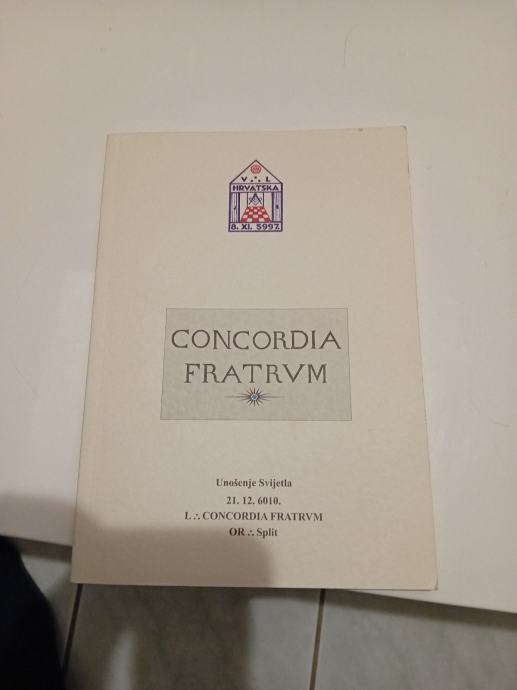 V ∴ L
HRVATSKA
8. XI. 5997.
CONCORDIA
FRATRVM
Unošenje Svijetla
21. 12. 6010.
L ∴ CONCORDIA FRATRVM
OR ∴ Split